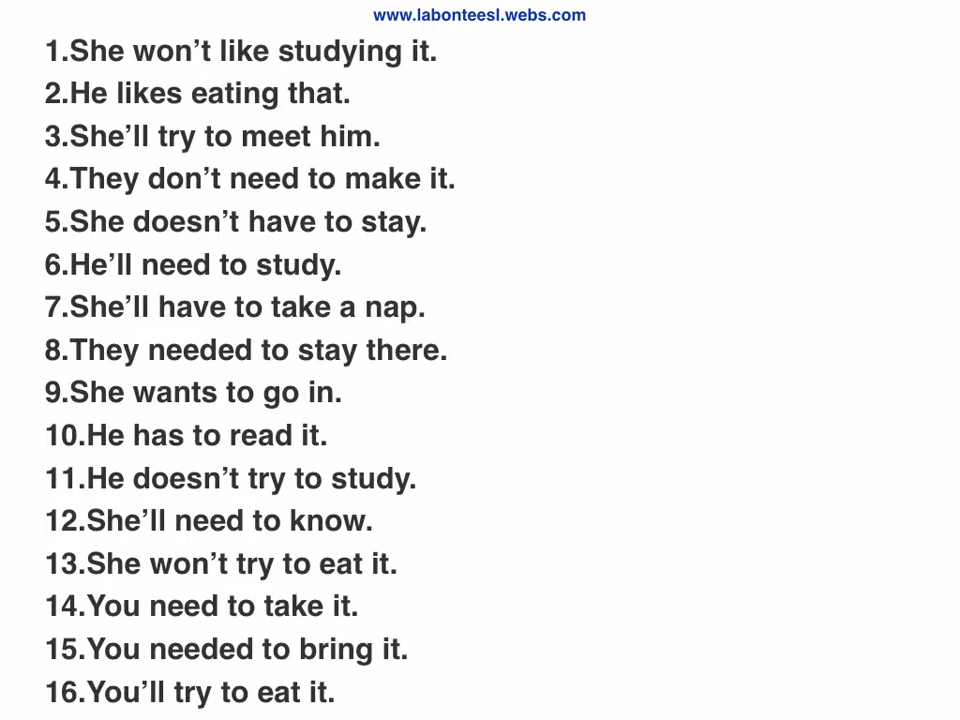 www.labonteesl.webs.com
1.She won’t like studying it.
2.He likes eating that.
3.She’ll try to meet him.
4.They don’t need to make it.
5.She doesn’t have to stay.
6.He’ll need to study.
7.She’ll have to take a nap.
8.They needed to stay there.
9.She wants to go in.
10.He has to read it.
11.He doesn’t try to study.
12.She’ll need to know.
13.She won’t try to eat it.
14.You need to take it.
15.You needed to bring it.
16.You’ll try to eat it.